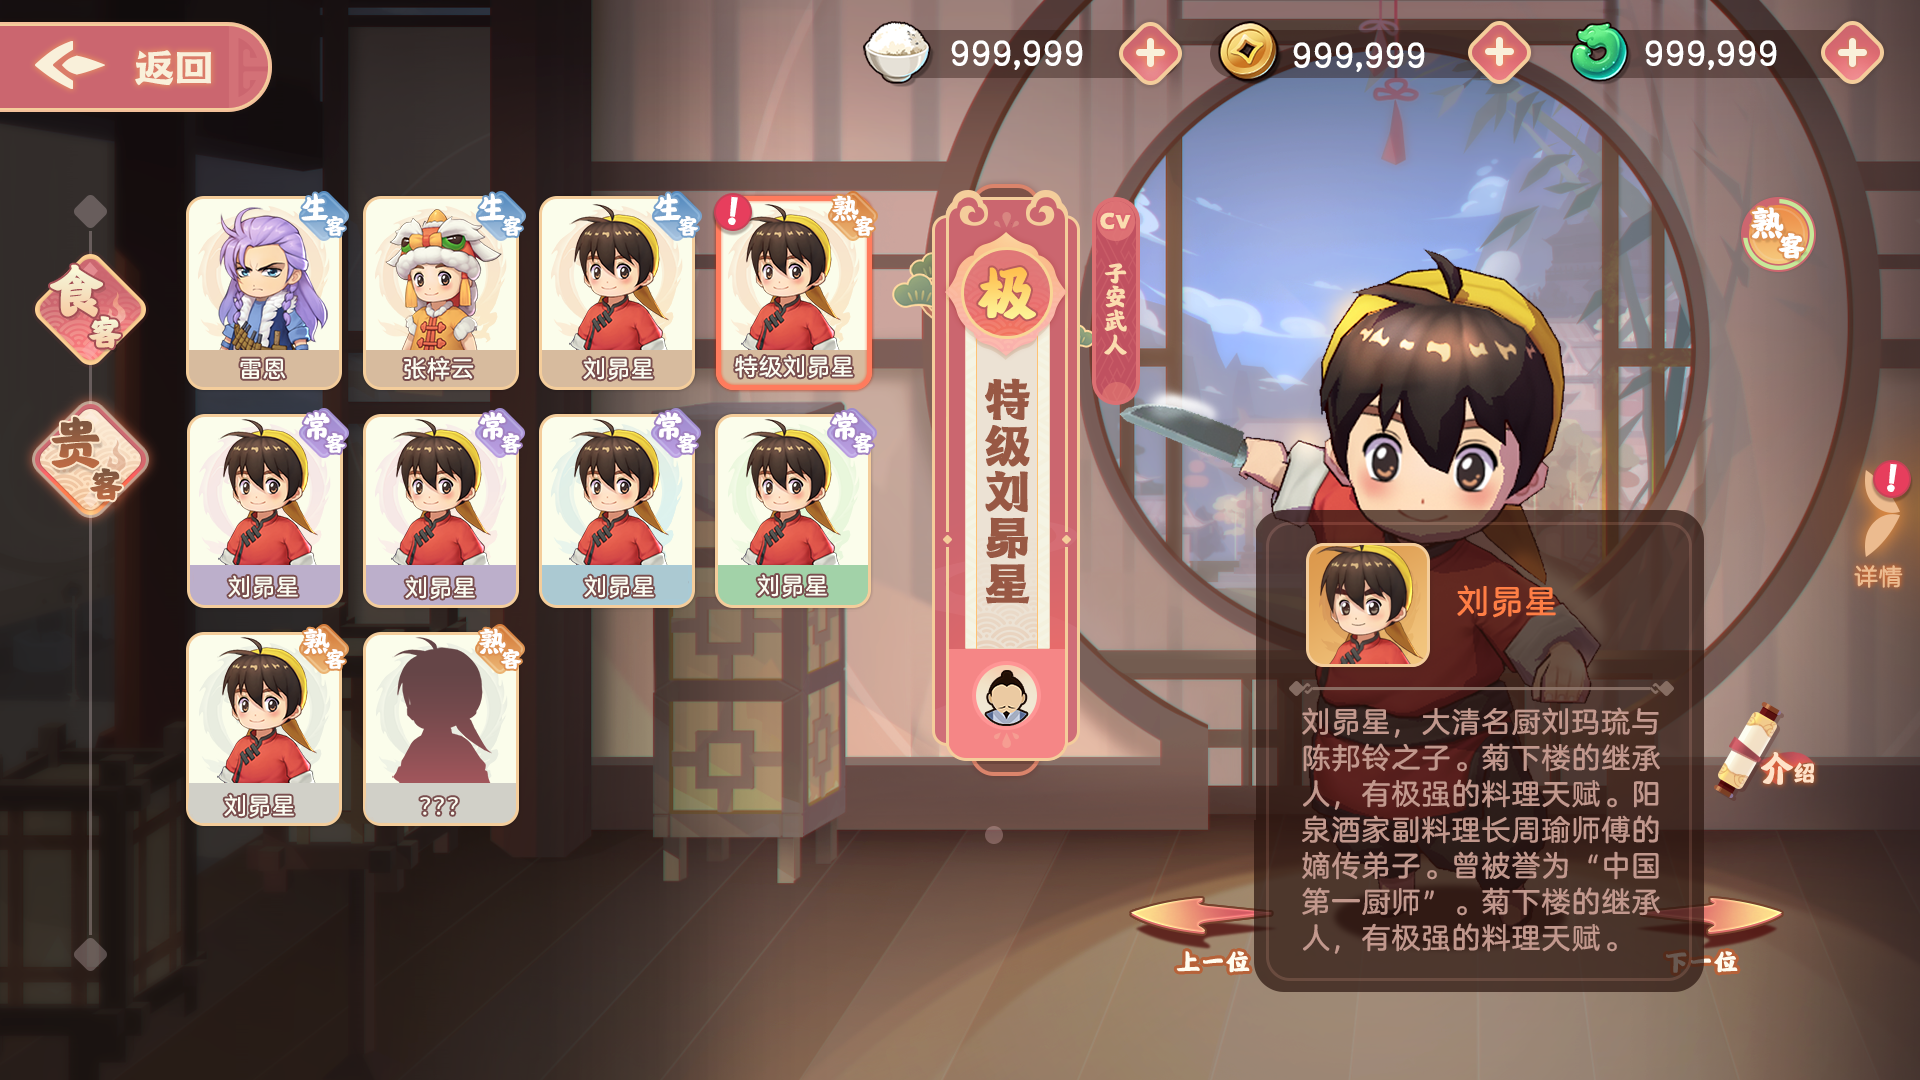 返回
999,999
999,999
999,999
食客
贵客
生客
雷恩
生客
张梓云
生客
刘昴星
!
熟客
特级刘昴星
常客
刘昴星
常客
刘昴星
常客
刘昴星
常客
刘昴星
熟客
刘昴星
熟客
???
极
特级刘昴星
CV
子安武人
熟客
!
详情
刘昴星
刘昴星，大清名厨刘玛琉与
陈邦铃之子。菊下楼的继承
人，有极强的料理天赋。阳
泉酒家副料理长周瑜师傅的
嫡传弟子。曾被誉为“中国
第一厨师”。菊下楼的继承
人，有极强的料理天赋。
介绍
上一位
下一位